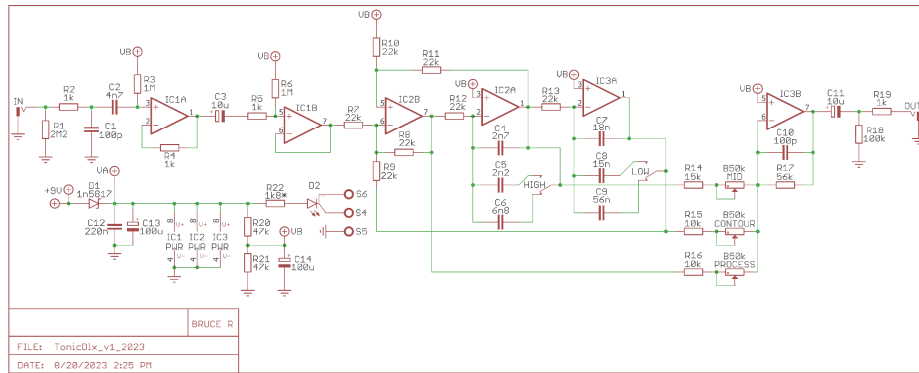 VB
R10
22k
R11
22k
VB
R3
1M
VB
R6
1M
VB
VB
IN
R2
1k
C2
4n7
IC1A
C3
10u
R5
1k
IC1B
R7
22k
IC2B
R12
22k
IC2A
R13
22k
IC3A
IC3B
C11
10u
R19
1k
OUT
R1
2M2
C1
100p
R4
1k
R8
22k
R9
22k
C4
2n7
C5
2n2
HIGH
C6
6n8
C7
18n
C8
15n
LOW
C9
56n
C10
100p
R18
100k
R14
15k
B50k
MID
R17
56k
VA
+9V
D1
1n5817
R22
1k8*
D2
S6
S4
S5
C12
220n
C13
100u
IC1
PWR
IC2
PWR
IC3
PWR
V+
V+
V+
V-
V-
V-
R20
47k
R21
47k
VB
C14
100u
R15
10k
B50k
CONTOUR
R16
10k
B50k
PROCESS
BRUCE R
FILE: TonicDlx_v1_2023
DATE: 8/20/2023 2:25 PM